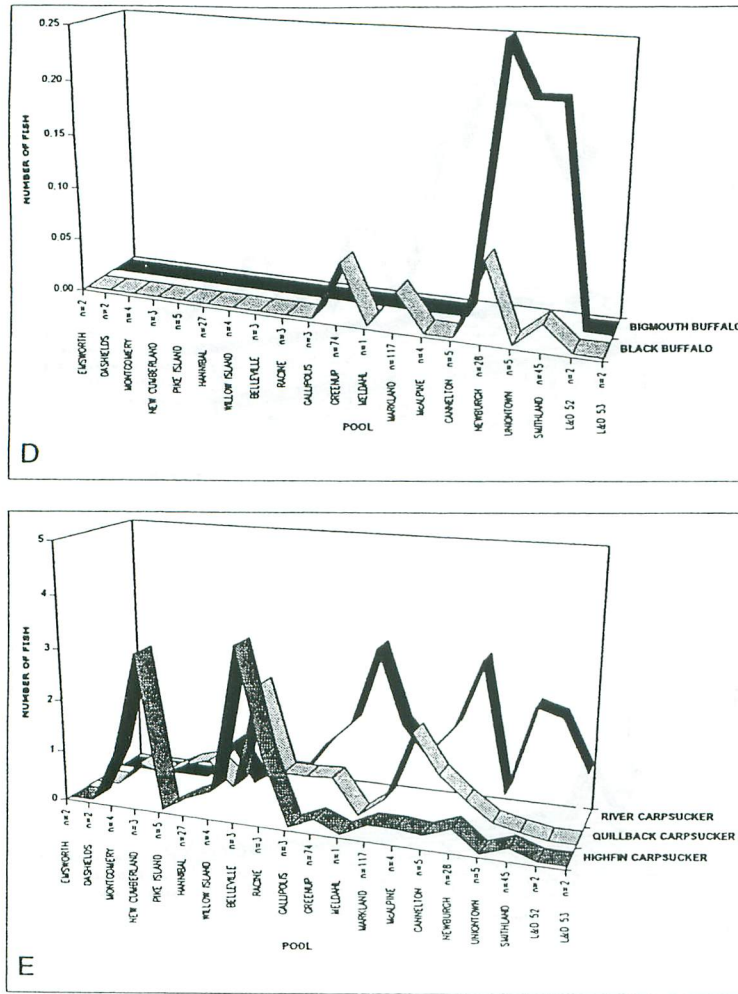 0.25
0.20
0.15
0.10
0.05
0.00
NUMBER OF FISH
EMSWORTH n=2
DASHIELDS n=2
MONTGOMERY n=4
NEW CUMBERLAND n=3
PIKE ISLAND n=5
HANNIBAL n=27
WILLOW ISLAND n=4
BELLEVILLE n=3
RACINE n=3
GALLIPOLIS n=3
GREENUP n=74
MELDAHL n=1
MARKLAND n=117
McALPINE n=4
CANNELTON n=5
NEWBURGH n=28
UNIONTOWN n=5
SMITHLAND n=45
L&D 52 n=2
L&D 53 n=2
BIGMOUTH BUFFALO
BLACK BUFFALO
POOL
D
5
4
3
2
1
0
NUMBER OF FISH
EMSWORTH n=2
DASHIELDS n=2
MONTGOMERY n=4
NEW CUMBERLAND n=3
PIKE ISLAND n=5
HANNIBAL n=27
WILLOW ISLAND n=4
BELLEVILLE n=3
RACINE n=3
GALLIPOLIS n=3
GREENUP n=74
MELDAHL n=1
MARKLAND n=117
McALPINE n=4
CANNELTON n=5
NEWBURGH n=28
UNIONTOWN n=5
SMITHLAND n=45
L&D 52 n=2
L&D 53 n=2
RIVER CARPSUCKER
QUILLBACK CARPSUCKER
HIGHFIN CARPSUCKER
POOL
E